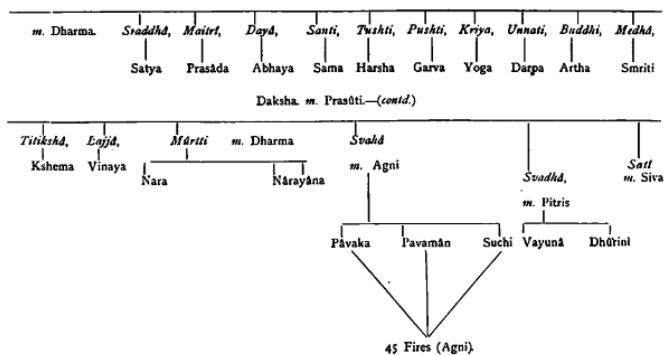 m. Dharma. Sraddhâ, Maitrî, Dayâ, Santi, Tushti, Pushti, Kriya, Unnati, Buddhi, Medhâ,
Satya Prasâda Abhaya Sama Harsha Garva Yoga Darpa Artha Smriti
Daksha. m. Prasûti.—(contd.)
Titikshâ, Lajjâ, Mûrtti m. Dharma Svahâ
Kshema Vinaya m. Agni Satî
Nara Nârayâna Svadhâ, m. Siva
m. Pitris
Pâvaka Pavamân Suchi Vayunâ Dhûrini
45 Fires (Agni).